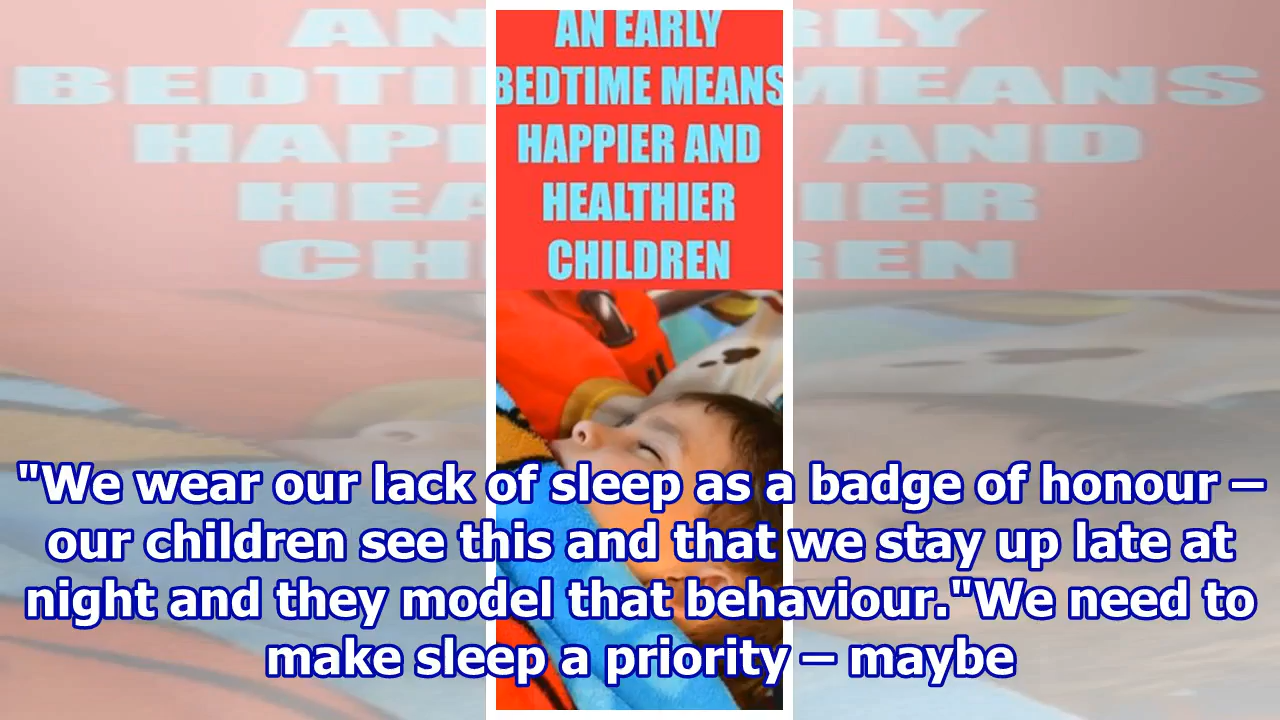 AN EARLY
BEDTIME MEANS
HAPPIER AND
HEALTHIER
CHILDREN
"We wear our lack of sleep as a badge of honour –
our children see this and that we stay up late at
night and they model that behaviour."We need to
make sleep a priority – maybe